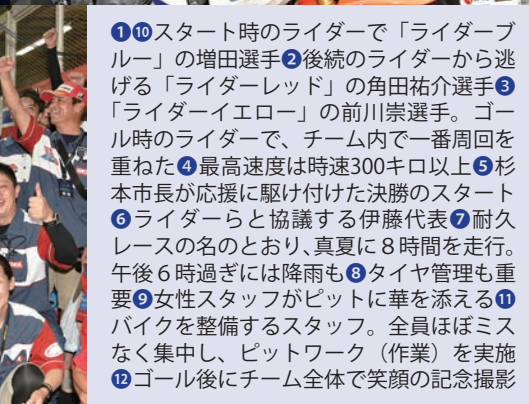 ❶❿スタート時のライダーで「ライダーブ
ルー」の増田選手❷後続のライダーから逃
げる「ライダーレッド」の角田祐介選手❸
「ライダーイエロー」の前川崇選手。ゴー
ル時のライダーで、チーム内で一番周回を
重ねた❹最高速度は時速300キロ以上❺杉
本市長が応援に駆け付けた決勝のスタート
❻ライダーらと協議する伊藤代表❼耐久
レースの名のとおり、真夏に８時間を走行。
午後６時過ぎには降雨も❽タイヤ管理も重
要❾女性スタッフがピットに華を添える⓫
バイクを整備するスタッフ。全員ほぼミス
なく集中し、ピットワーク（作業）を実施
⓬ゴール後にチーム全体で笑顔の記念撮影